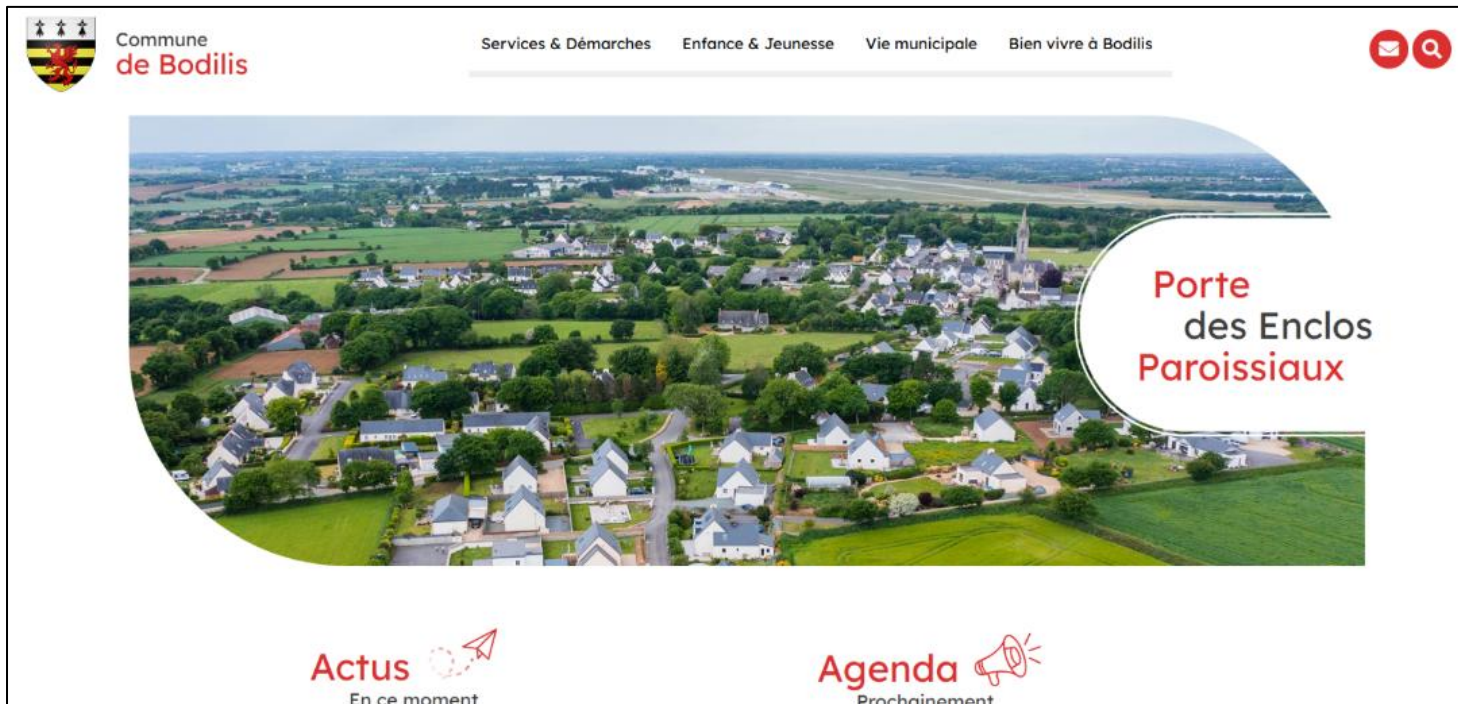 Commune
de Bodilis
Services & Démarches
Enfance & Jeunesse
Vie municipale
Bien vivre à Bodilis
Porte
des Enclos
Paroissiaux
Actus
En ce moment
Agenda
Prochainement